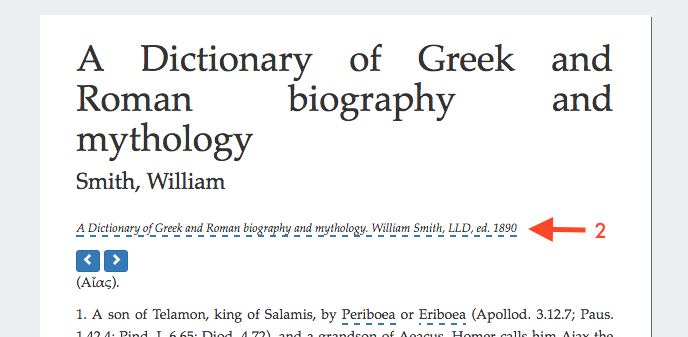 A Dictionary of Greek and
Roman biography and
mythology
Smith, William
A Dictionary of Greek and Roman biography and mythology. William Smith, LLD, ed. 1890
2
(Αἴας).
1. A son of Telamon, king of Salamis, by Periboea or Eriboea (Apollod. 3.12.7; Paus.
1.42.4; Pind. I. 6.65; Diod. 4.72), and a grandson of Aeacus. Homer calls him Ajax the